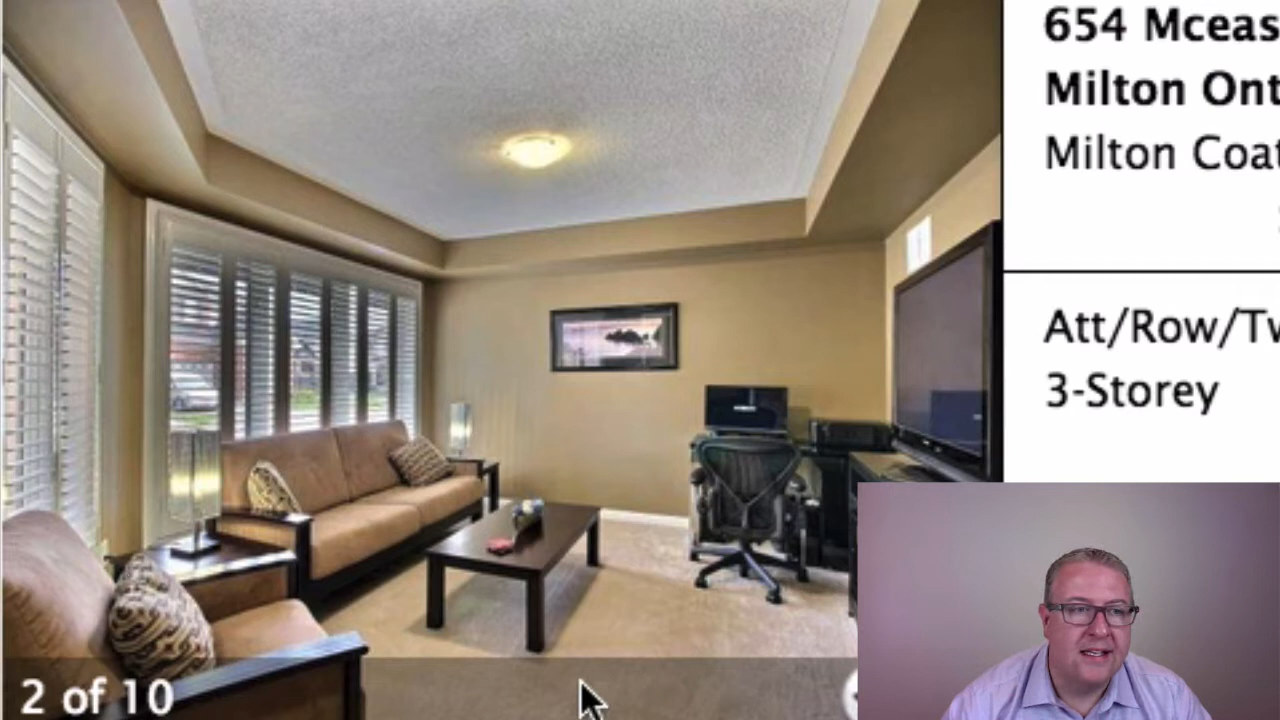 654 Mceas
Milton Ont
Milton Coat
Att/Row/Tw
3-Storey
2 of 10